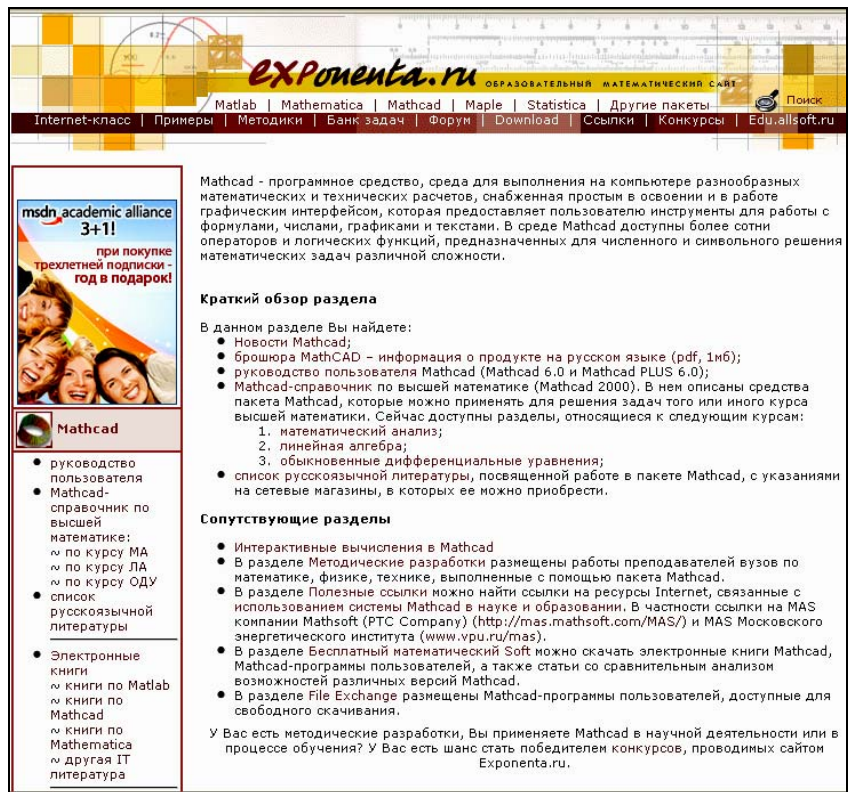 exponenta.ru ОБРАЗОВАТЕЛЬНЫЙ МАТЕМАТИЧЕСКИЙ САЙТ
Matlab | Mathematica | Mathcad | Maple | Statistica | Другие пакеты
Поиск
Internet-класс | Примеры | Методики | Банк задач | Форум | Download | Ссылки | Конкурсы | Edu.allsoft.ru
msdn academic alliance
3+1!
при покупке
трехлетней подписки -
год в подарок!
Mathcad
● руководство
пользователя
● Mathcad-
справочник по
высшей
математике:
~ по курсу МА
~ по курсу ЛА
~ по курсу ОДУ
● список
русскоязычной
литературы
● Электронные
книги
~ книги по Matlab
~ книги по
Mathcad
~ книги по
Mathematica
~ другая IT
литература
Mathcad - программное средство, среда для выполнения на компьютере разнообразных
математических и технических расчетов, снабженная простым в освоении и в работе
графическим интерфейсом, которая предоставляет пользователю инструменты для работы с
формулами, числами, графиками и текстами. В среде Mathcad доступны более сотни
операторов и логических функций, предназначенных для численного и символьного решения
математических задач различной сложности.
Краткий обзор раздела
В данном разделе Вы найдете:
● Новости Mathcad;
● брошюра MathCAD – информация о продукте на русском языке (pdf, 1мб);
● руководство пользователя Mathcad (Mathcad 6.0 и Mathcad PLUS 6.0);
● Mathcad-справочник по высшей математике (Mathcad 2000). В нем описаны средства
пакета Mathcad, которые можно применять для решения задач того или иного курса
высшей математики. Сейчас доступны разделы, относящиеся к следующим курсам:
1. математический анализ;
2. линейная алгебра;
3. обыкновенные дифференциальные уравнения;
● список русскоязычной литературы, посвященной работе в пакете Mathcad, с указаниями
на сетевые магазины, в которых ее можно приобрести.
Сопутствующие разделы
● Интерактивные вычисления в Mathcad
● В разделе Методические разработки размещены работы преподавателей вузов по
математике, физике, технике, выполненные с помощью пакета Mathcad.
● В разделе Полезные ссылки можно найти ссылки на ресурсы Internet, связанные с
использованием системы Mathcad в науке и образовании. В частности ссылки на MAS
компании Mathsoft (PTC Company) (http://mas.mathsoft.com/MAS/) и MAS Московского
энергетического института (www.vpu.ru/mas).
● В разделе Бесплатный математический Soft можно скачать электронные книги Mathcad,
Mathcad-программы пользователей, а также статьи со сравнительным анализом
возможностей различных версий Mathcad.
● В разделе File Exchange размещены Mathcad-программы пользователей, доступные для
свободного скачивания.
У Вас есть методические разработки, Вы применяете Mathcad в научной деятельности или в
процессе обучения? У Вас есть шанс стать победителем конкурсов, проводимых сайтом
Exponenta.ru.